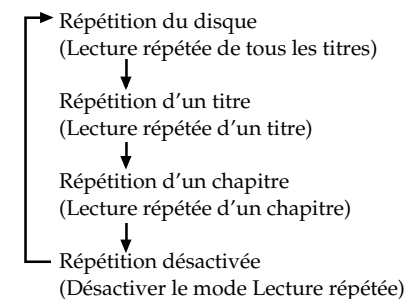 Répétition du disque
(Lecture répétée de tous les titres)
Répétition d'un titre
(Lecture répétée d'un titre)
Répétition d'un chapitre
(Lecture répétée d'un chapitre)
Répétition désactivée
(Désactiver le mode Lecture répétée)